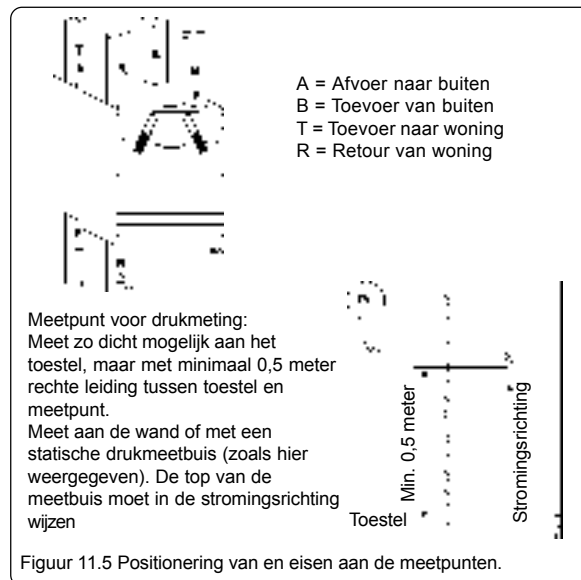 A = Afvoer naar buiten
B = Toevoer van buiten
T = Toevoer naar woning
R = Retour van woning
Meetpunt voor drukmeting:
Meet zo dicht mogelijk aan het
toestel, maar met minimaal 0,5 meter
rechte leiding tussen toestel en
meetpunt.
Meet aan de wand of met een
statische drukmeetbuis (zoals hier
weergegeven). De top van de
meetbuis moet in de stromingsrichting
wijzen
Min. 0,5 meter
Stromingsrichting
Toestel
Figuur 11.5 Positionering van en eisen aan de meetpunten.